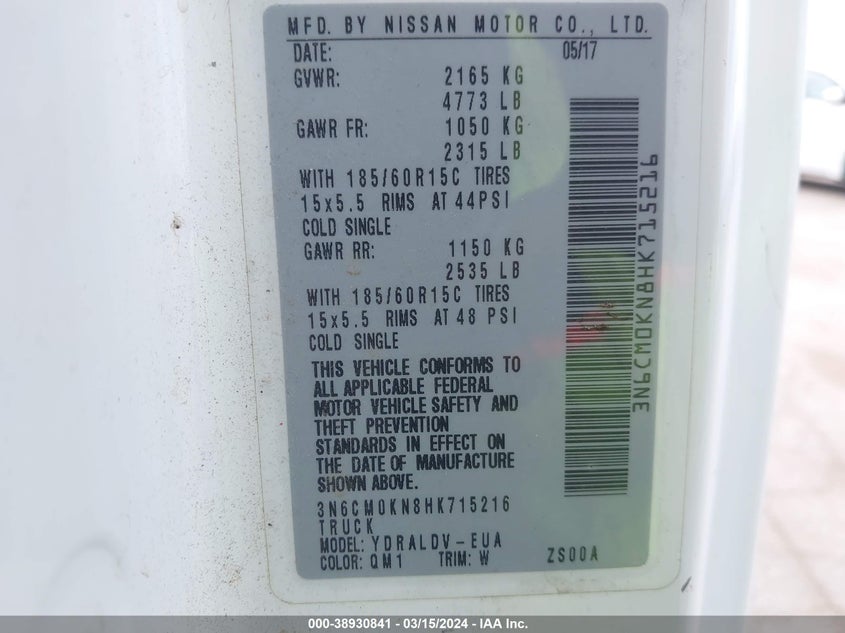 MFD. BY NISSAN MOTOR CO., LTD.
DATE: 05/17
GVWR: 2165 KG
4773 LB
GAWR FR: 1050 KG
2315 LB
WITH 185/60R15C TIRES
15x5.5 RIMS AT 44PSI
COLD SINGLE
GAWR RR: 1150 KG
2535 LB
WITH 185/60R15C TIRES
15x5.5 RIMS AT 48 PSI
COLD SINGLE
THIS VEHICLE CONFORMS TO
ALL APPLICABLE FEDERAL
MOTOR VEHICLE SAFETY AND
THEFT PREVENTION
STANDARDS IN EFFECT ON
THE DATE OF MANUFACTURE
SHOWN ABOVE.
3N6CM0KN8HK715216
TRUCK
MODEL: YDRALDV-EUA
COLOR: QM1 TRIM: W ZS00A
3N6CM0KN8HK715216
000-38930841 - 03/15/2024 - IAA Inc.